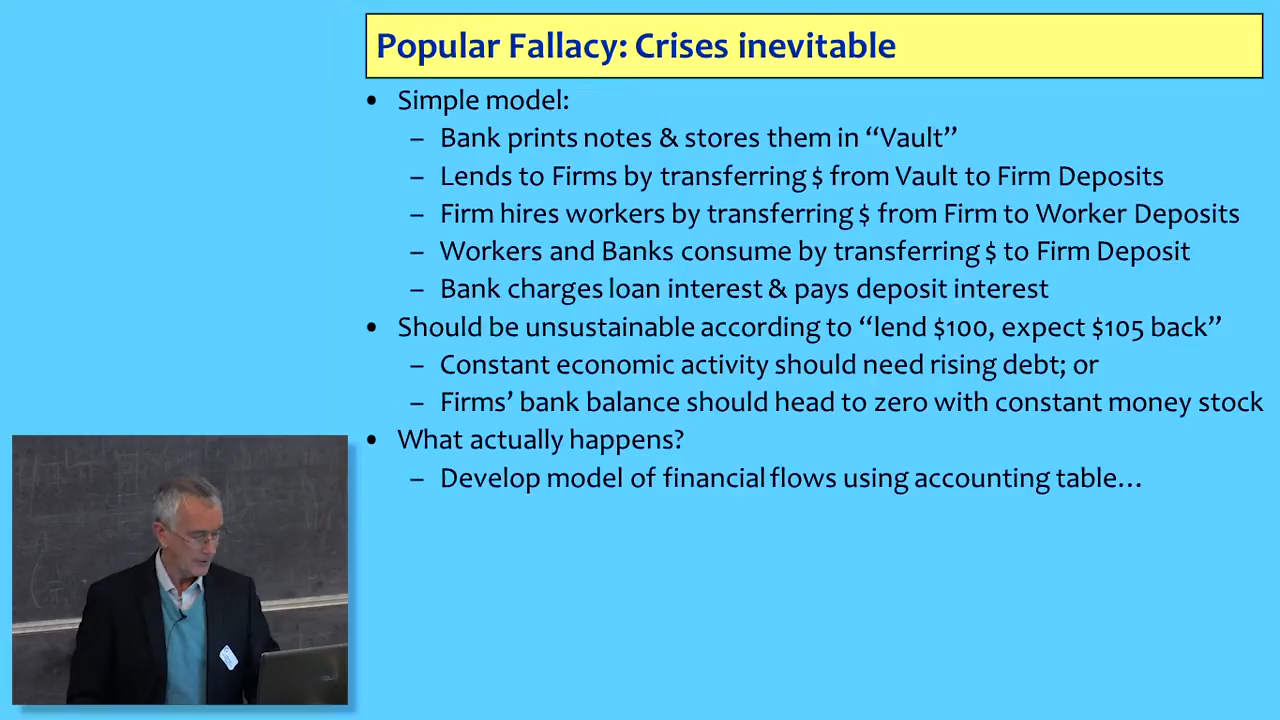 Popular Fallacy: Crises inevitable
• Simple model:
– Bank prints notes & stores them in “Vault”
– Lends to Firms by transferring $ from Vault to Firm Deposits
– Firm hires workers by transferring $ from Firm to Worker Deposits
– Workers and Banks consume by transferring $ to Firm Deposit
– Bank charges loan interest & pays deposit interest
• Should be unsustainable according to “lend $100, expect $105 back”
– Constant economic activity should need rising debt; or
– Firms’ bank balance should head to zero with constant money stock
• What actually happens?
– Develop model of financial flows using accounting table…